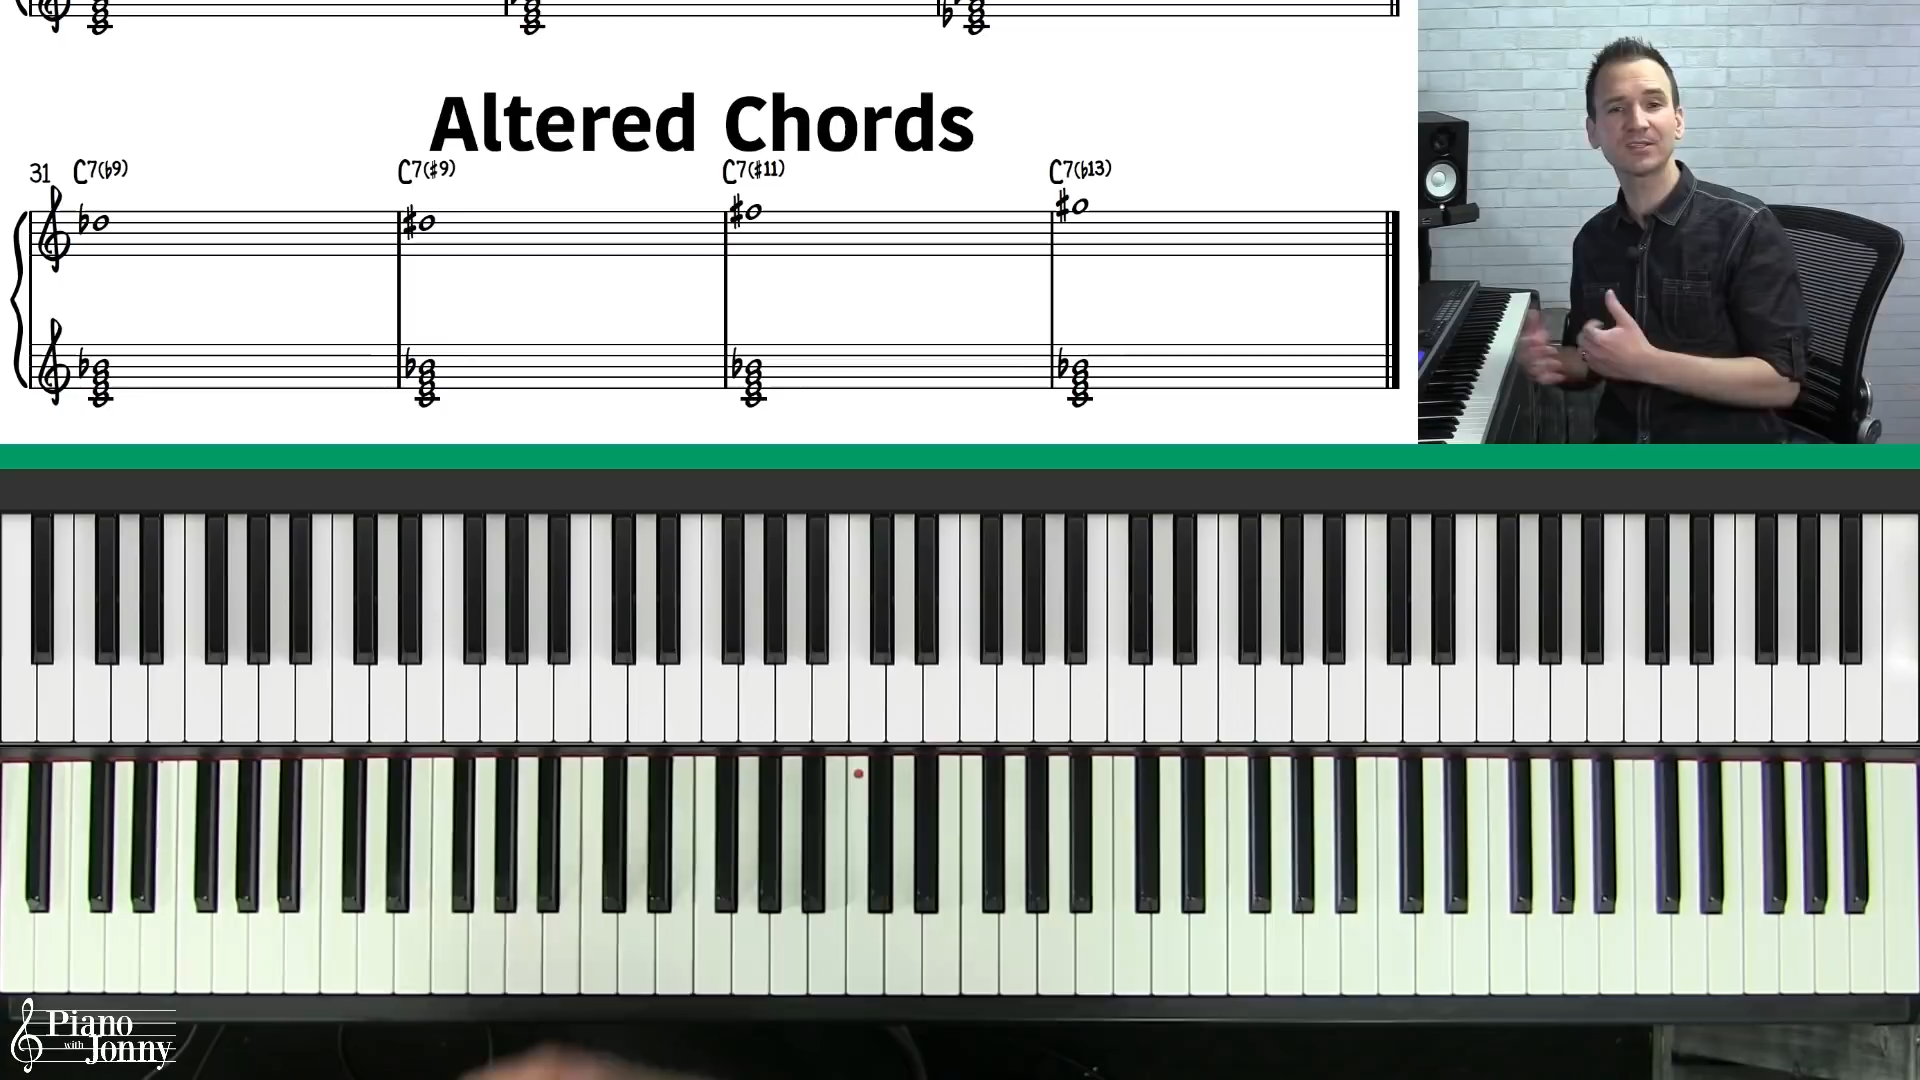 Altered Chords
31 C7(♭9) C7(♯9) C7(♯11) C7(♭13)
Piano
with
Jonny